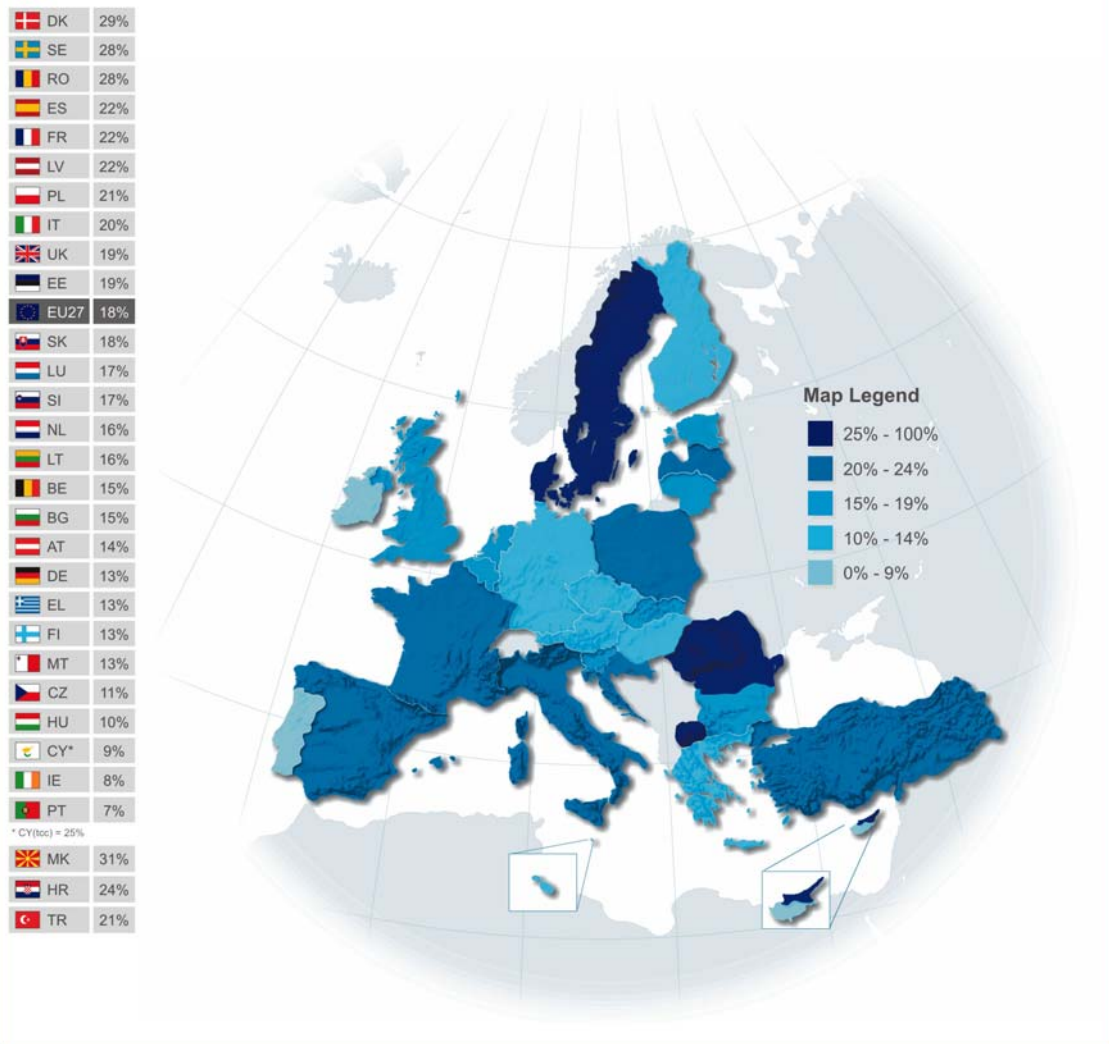 DK 29%
SE 28%
RO 28%
ES 22%
FR 22%
LV 22%
PL 21%
IT 20%
UK 19%
EE 19%
EU27 18%
SK 18%
LU 17%
SI 17%
NL 16%
LT 16%
BE 15%
BG 15%
AT 14%
DE 13%
EL 13%
FI 13%
MT 13%
CZ 11%
HU 10%
CY* 9%
IE 8%
PT 7%
* CY(tcc) = 25%
MK 31%
HR 24%
TR 21%
Map Legend
25% - 100%
20% - 24%
15% - 19%
10% - 14%
0% - 9%